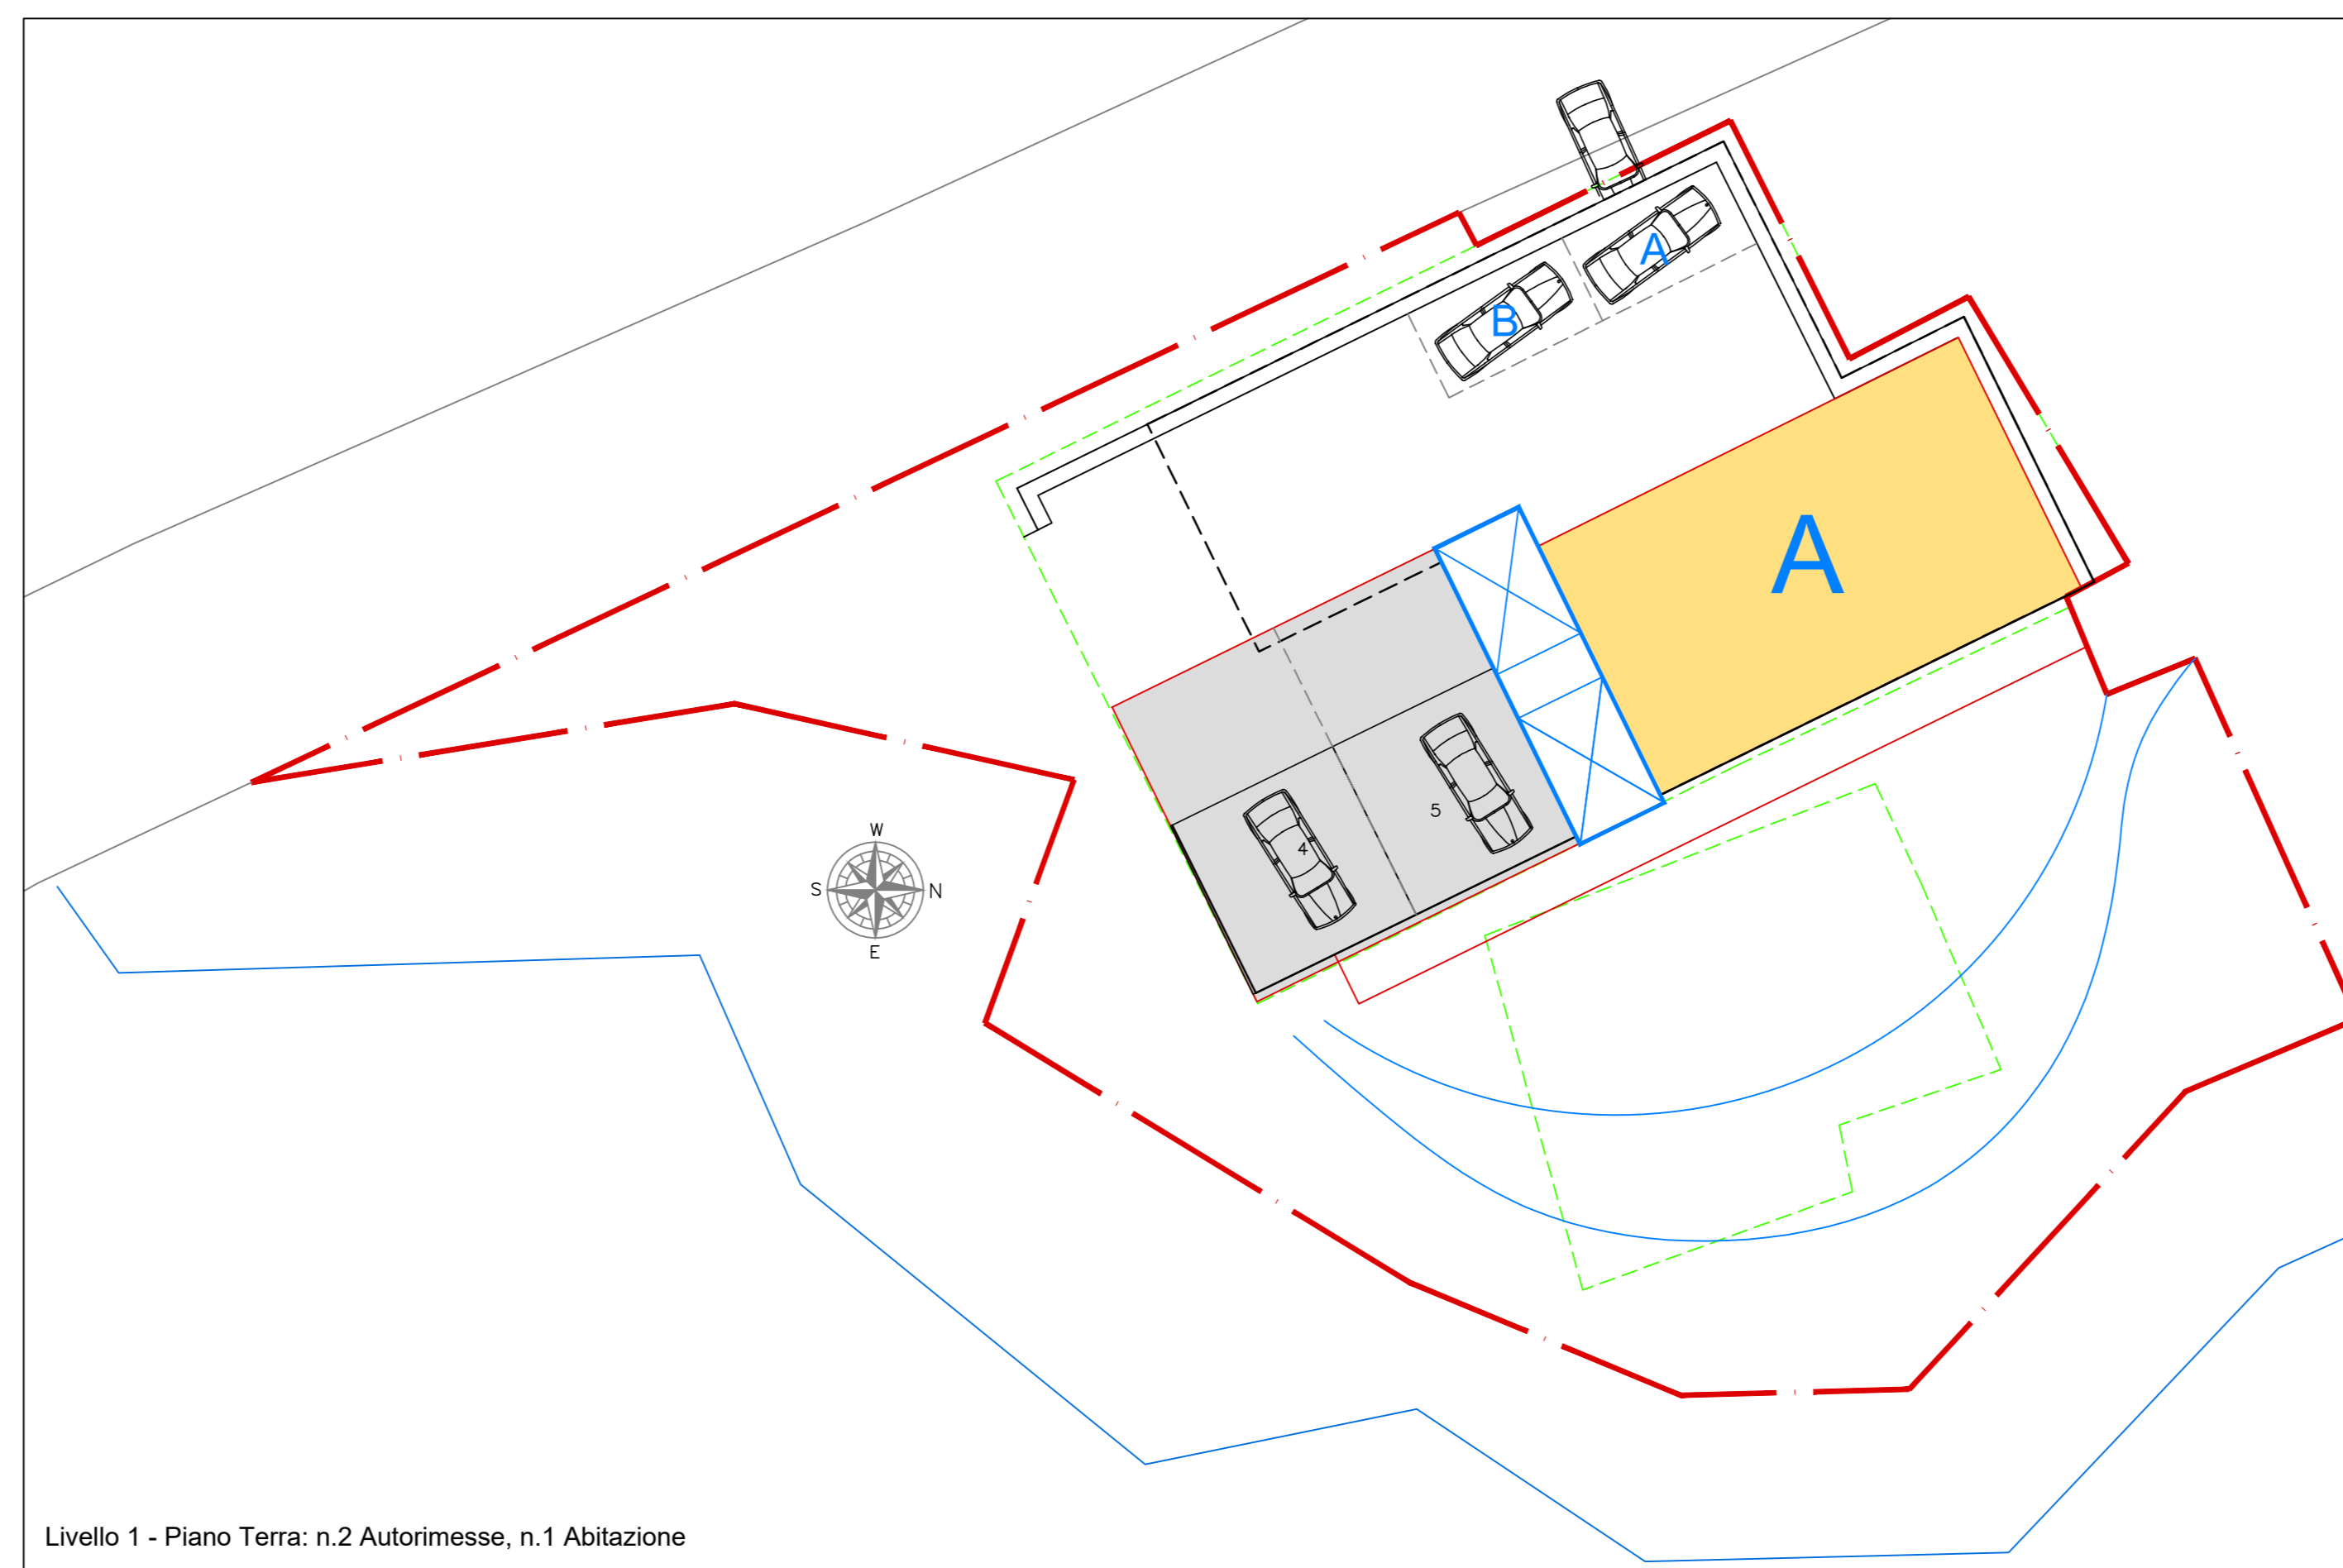 A
B
A
5
4
W
S
N
E
Livello 1 - Piano Terra: n.2 Autorimesse, n.1 Abitazione